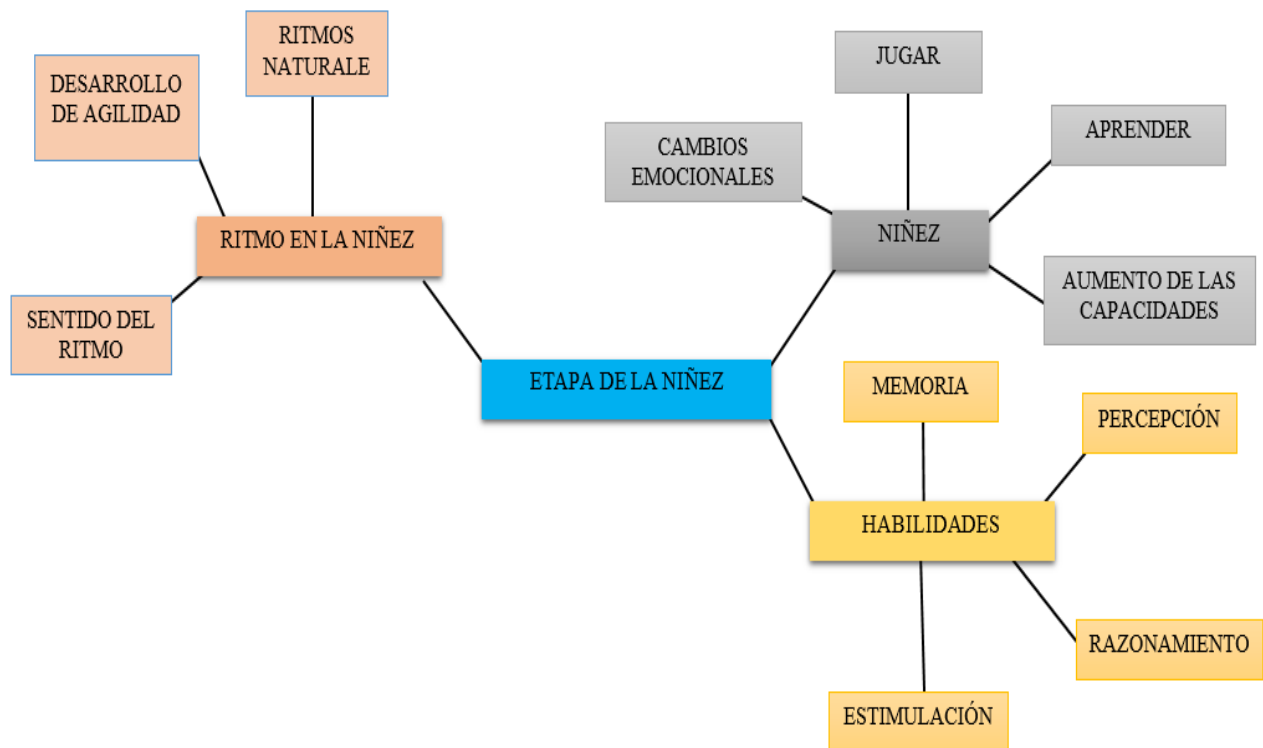 RITMOS
NATURALE
DESARROLLO
DE AGILIDAD
RITMO EN LA NIÑEZ
SENTIDO DEL
RITMO
JUGAR
CAMBIOS
EMOCIONALES
APRENDER
NIÑEZ
AUMENTO DE LAS
CAPACIDADES
ETAPA DE LA NIÑEZ
MEMORIA
PERCEPCIÓN
HABILIDADES
RAZONAMIENTO
ESTIMULACIÓN